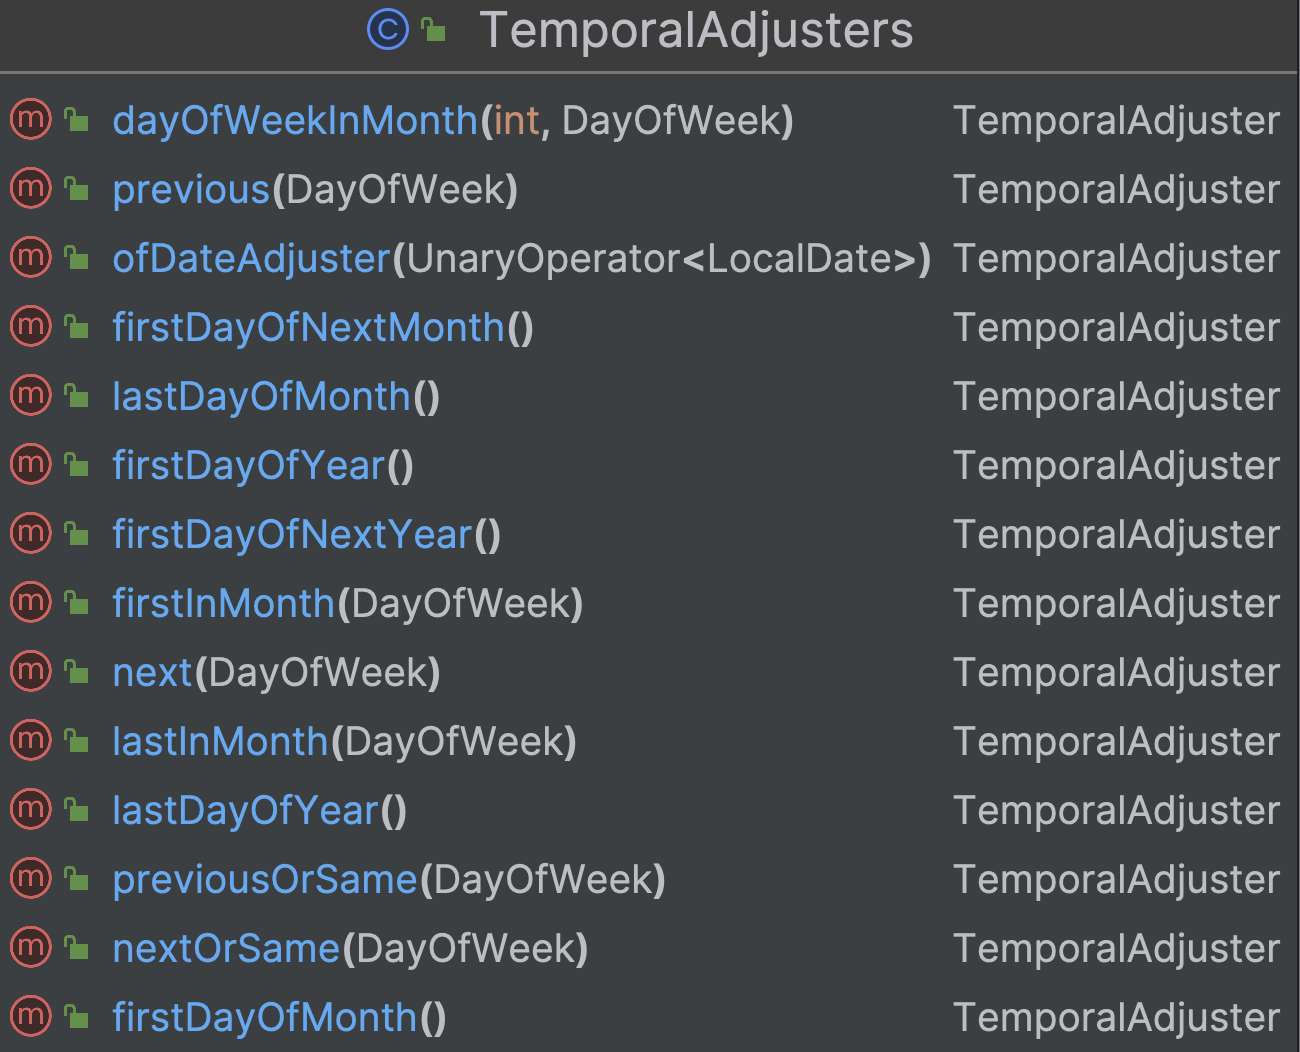 TemporalAdjusters
dayOfWeekInMonth(int, DayOfWeek) TemporalAdjuster
previous(DayOfWeek) TemporalAdjuster
ofDateAdjuster(UnaryOperator<LocalDate>) TemporalAdjuster
firstDayOfNextMonth() TemporalAdjuster
lastDayOfMonth() TemporalAdjuster
firstDayOfYear() TemporalAdjuster
firstDayOfNextYear() TemporalAdjuster
firstInMonth(DayOfWeek) TemporalAdjuster
next(DayOfWeek) TemporalAdjuster
lastInMonth(DayOfWeek) TemporalAdjuster
lastDayOfYear() TemporalAdjuster
previousOrSame(DayOfWeek) TemporalAdjuster
nextOrSame(DayOfWeek) TemporalAdjuster
firstDayOfMonth() TemporalAdjuster